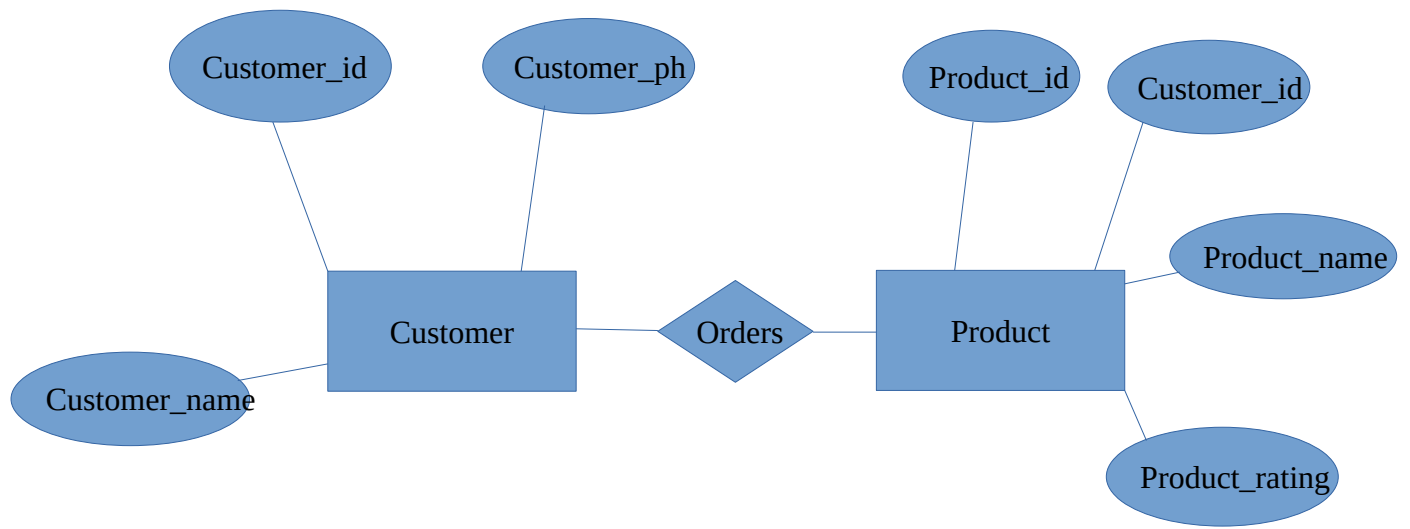 Customer_id
Customer_ph
Product_id
Customer_id
Product_name
Customer
Orders
Product
Customer_name
Product_rating